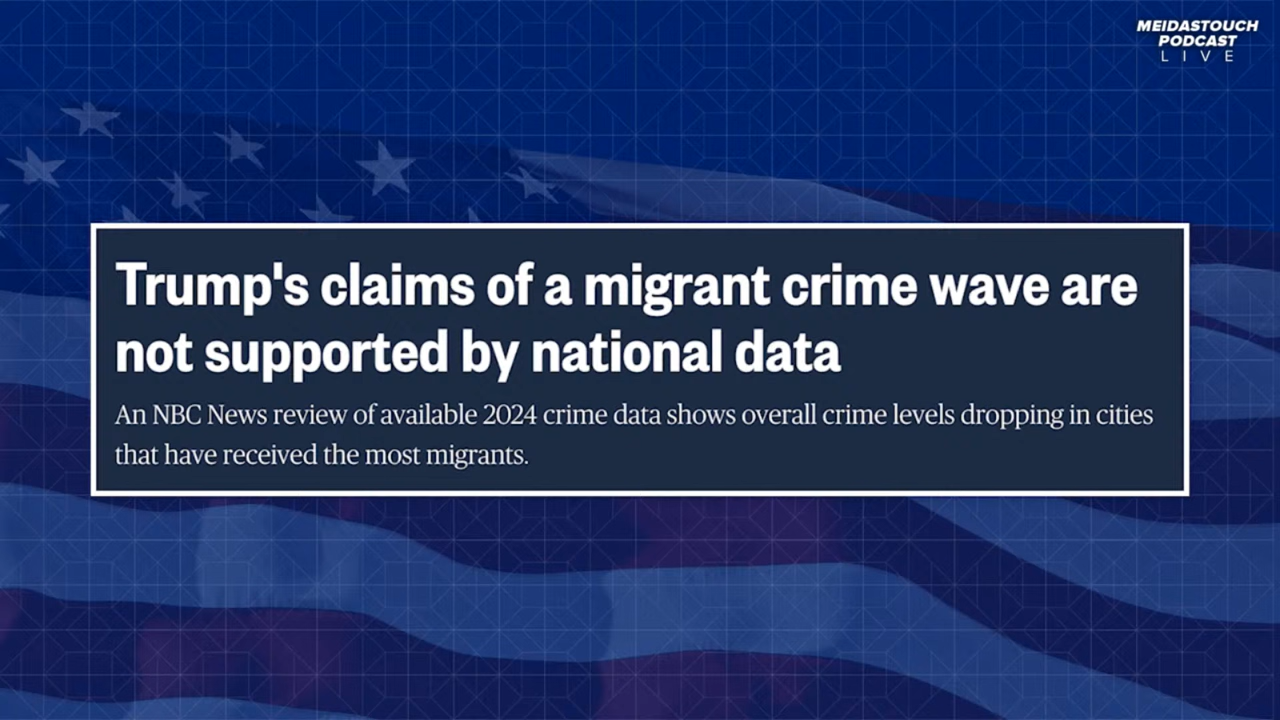 MEIDASTOUCH
PODCAST
LIVE
Trump's claims of a migrant crime wave are
not supported by national data
An NBC News review of available 2024 crime data shows overall crime levels dropping in cities
that have received the most migrants.